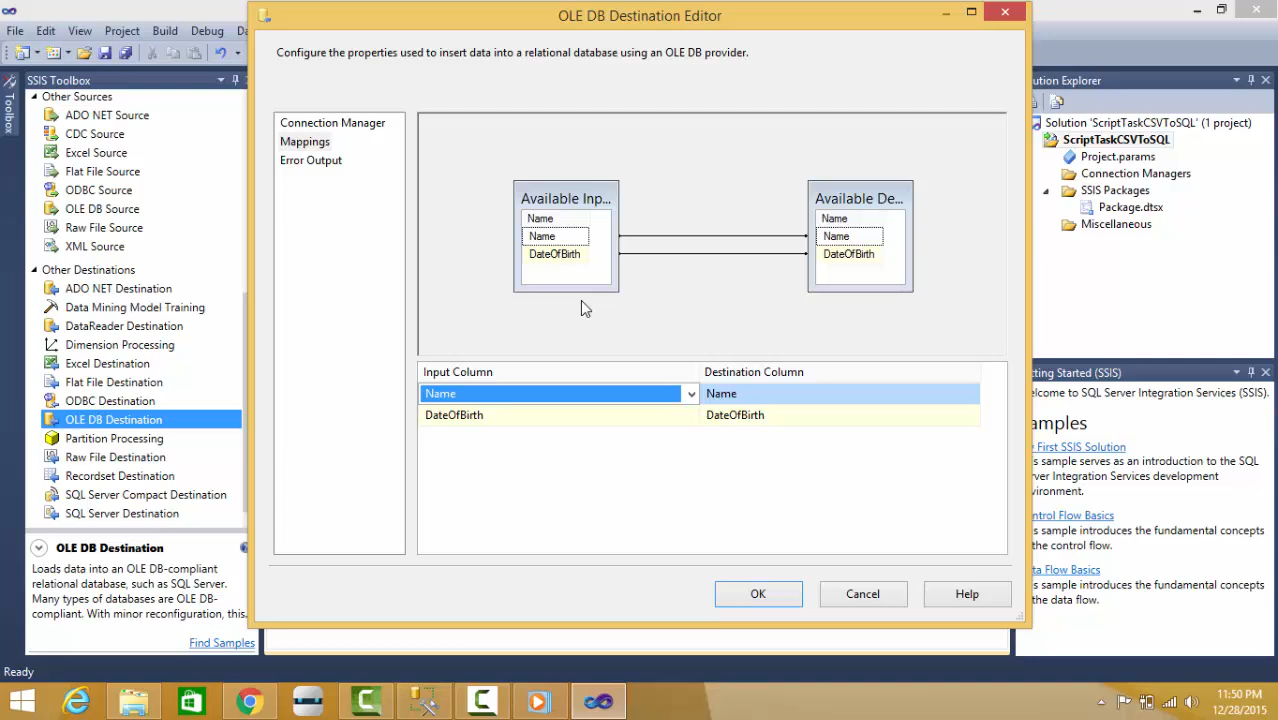 OLE DB Destination Editor
File Edit View Project Build Debug
Configure the properties used to insert data into a relational database using an OLE DB provider.
SSIS Toolbox
Toolbox
Other Sources
ADO NET Source
CDC Source
Excel Source
Flat File Source
ODBC Source
OLE DB Source
Raw File Source
XML Source
Other Destinations
ADO NET Destination
Data Mining Model Training
DataReader Destination
Dimension Processing
Excel Destination
Flat File Destination
ODBC Destination
OLE DB Destination
Partition Processing
Raw File Destination
Recordset Destination
SQL Server Compact Destination
SQL Server Destination
OLE DB Destination
Loads data into an OLE DB-compliant
relational database, such as SQL Server.
Many types of databases are OLE DB-
compliant. With minor reconfiguration, this...
Find Samples
Connection Manager
Mappings
Error Output
Available Inp...
Name
Name
DateOfBirth
Available De...
Name
Name
DateOfBirth
Input Column Destination Column
Name Name
DateOfBirth DateOfBirth
OK Cancel Help
ution Explorer
Solution 'ScriptTaskCSVToSQL' (1 project)
ScriptTaskCSVToSQL
Project.params
Connection Managers
SSIS Packages
Package.dtsx
Miscellaneous
tting Started (SSIS)
elcome to SQL Server Integration Services (SSIS).
amples
First SSIS Solution
s sample serves as an introduction to the SQL
ver Integration Services development
vironment.
ntrol Flow Basics
s sample introduces the fundamental concepts
the control flow.
ta Flow Basics
s sample introduces the fundamental concepts
the data flow.
Ready
11:50 PM
12/28/2015